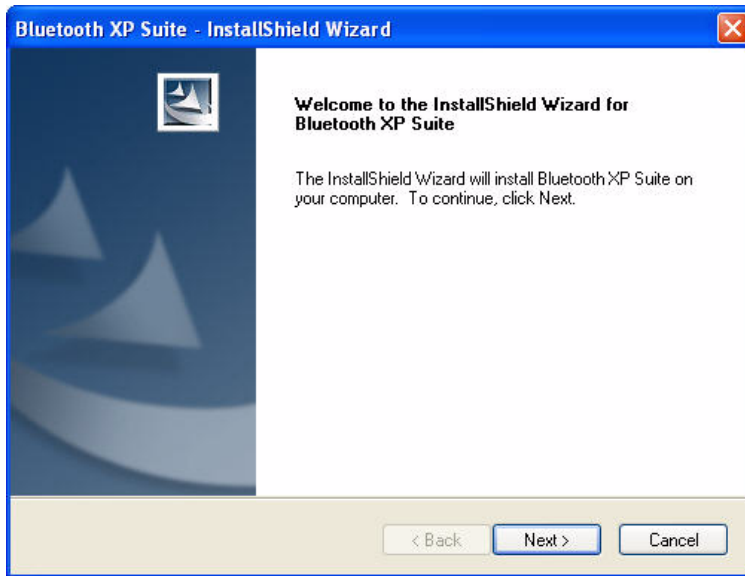 Bluetooth XP Suite - InstallShield Wizard
Welcome to the InstallShield Wizard for
Bluetooth XP Suite
The InstallShield Wizard will install Bluetooth XP Suite on
your computer. To continue, click Next.
< Back
Next >
Cancel